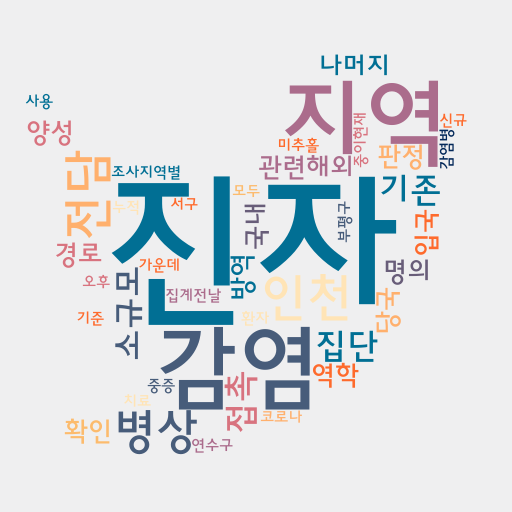 나머지
지역
사용
양성
미추홀
중이현재
감염병
신규
전담
조사지역별
관련해외
판정
진자
기존
누적
서구
모두
국내
부평구
입국
경로
가운데
방역
명의
오후
집계전날
인천
당국
소규모
기준
환자
감염
집단
역학
중증
접촉
치료
코로나
확인
병상
연수구